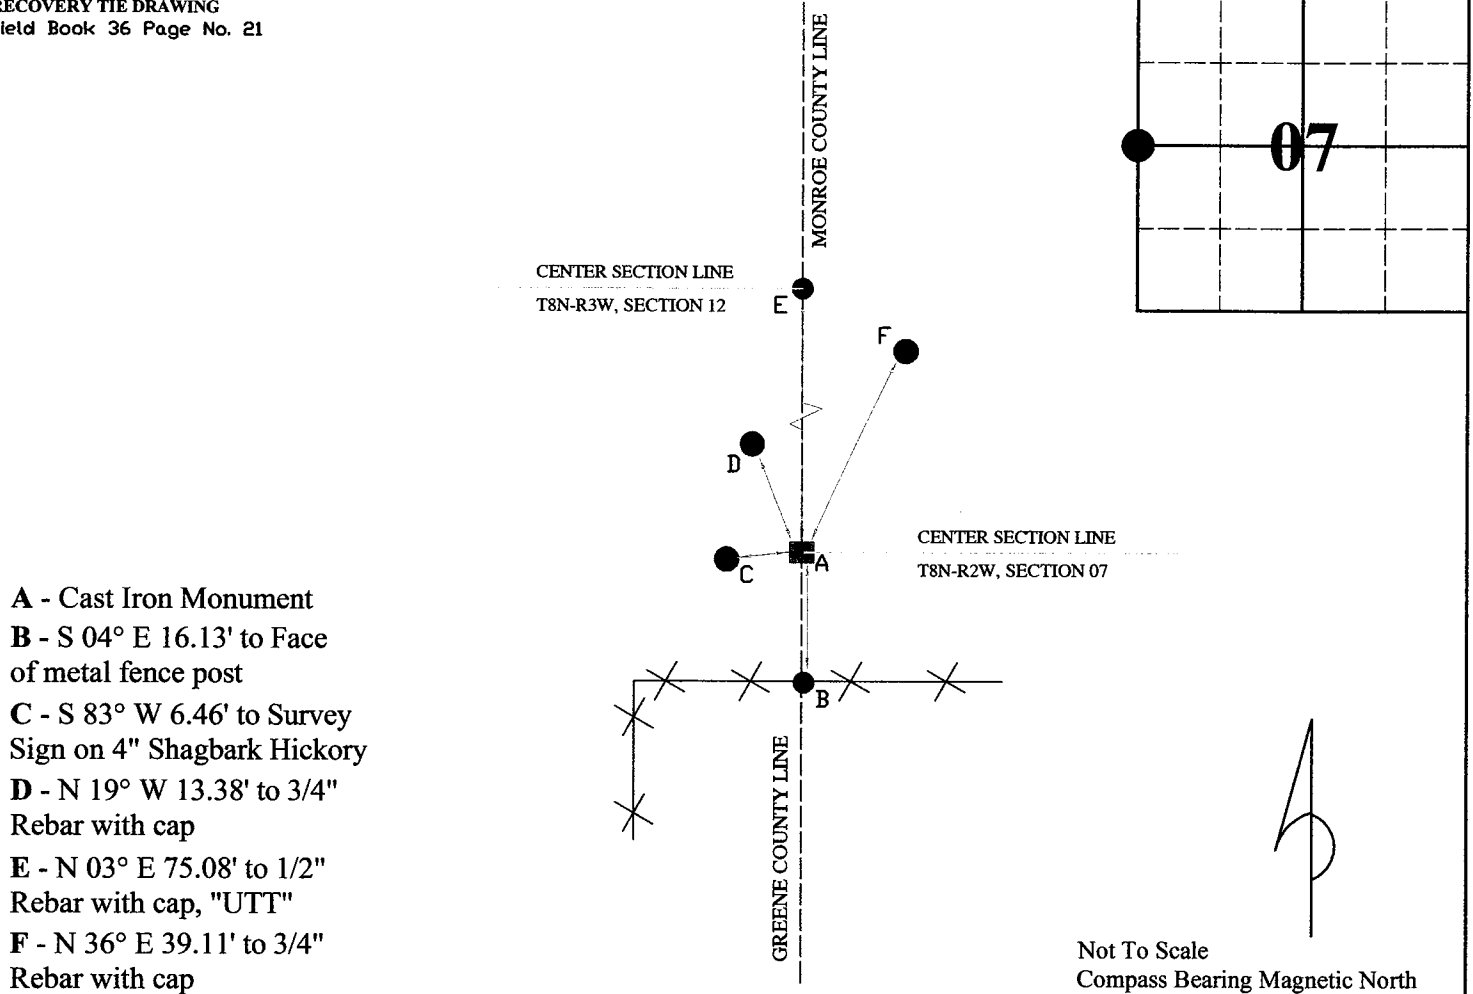 RECOVERY TIE DRAWING
ield Book 36 Page No. 21
MONROE COUNTY LINE
07
CENTER SECTION LINE
T8N-R3W, SECTION 12
E
F
D
CENTER SECTION LINE
T8N-R2W, SECTION 07
A
C
B
GREENE COUNTY LINE
A - Cast Iron Monument
B - S 04° E 16.13' to Face
of metal fence post
C - S 83° W 6.46' to Survey
Sign on 4" Shagbark Hickory
D - N 19° W 13.38' to 3/4"
Rebar with cap
E - N 03° E 75.08' to 1/2"
Rebar with cap, "UTT"
F - N 36° E 39.11' to 3/4"
Rebar with cap
Not To Scale
Compass Bearing Magnetic North